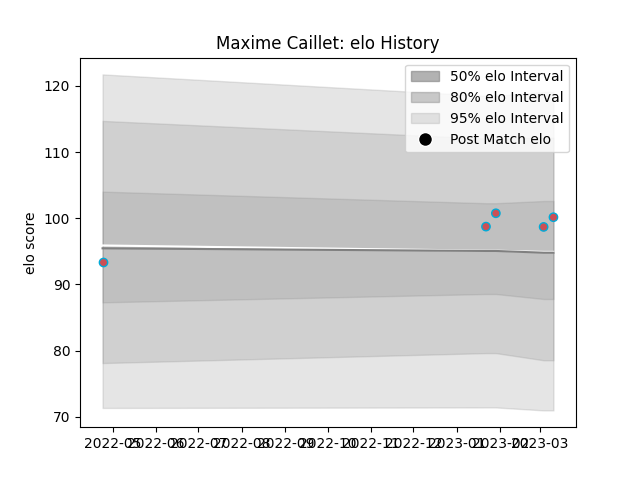 Maxime Caillet: elo History
50% elo Interval
80% elo Interval
95% elo Interval
Post Match elo
elo score
120
110
100
90
80
70
2022-05 2022-06 2022-07 2022-08 2022-09 2022-10 2022-11 2022-12 2023-01 2023-02 2023-03